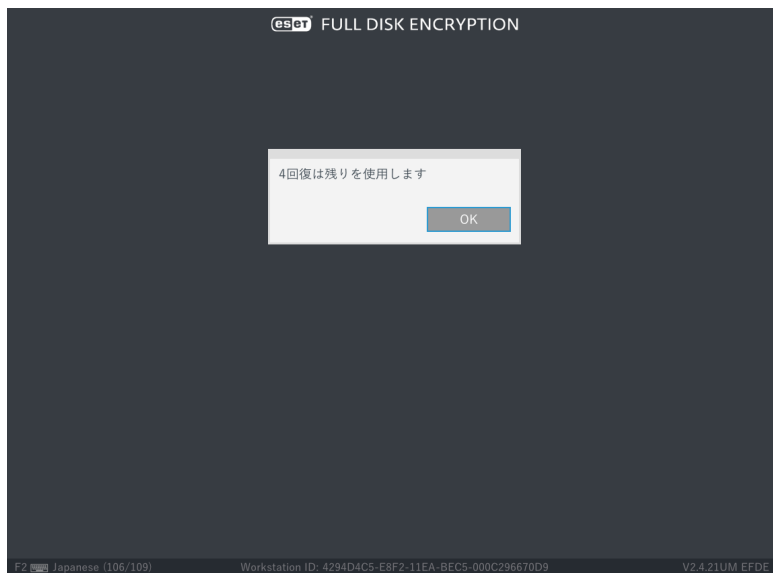 eset FULL DISK ENCRYPTION
4回復は残りを使用します
OK
F2 Japanese (106/109) Workstation ID: 4294D4C5-E8F2-11EA-BEC5-000C296670D9 V2.4.21UM EFDE